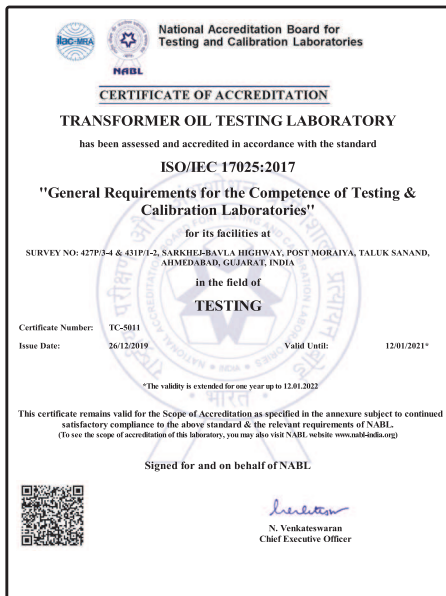 ilac-MRA
NABL
National Accreditation Board for
Testing and Calibration Laboratories
CERTIFICATE OF ACCREDITATION
TRANSFORMER OIL TESTING LABORATORY
has been assessed and accredited in accordance with the standard
ISO/IEC 17025:2017
"General Requirements for the Competence of Testing &
Calibration Laboratories"
for its facilities at
SURVEY NO: 427P/3-4 & 431P/1-2, SARKHEJ-BAVLA HIGHWAY, POST MORAIYA, TALUK SANAND,
AHMEDABAD, GUJARAT, INDIA
in the field of
TESTING
Certificate Number: TC-5011
Issue Date: 26/12/2019 Valid Until: 12/01/2021*
*The validity is extended for one year up to 12.01.2022
This certificate remains valid for the Scope of Accreditation as specified in the annexure subject to continued
satisfactory compliance to the above standard & the relevant requirements of NABL.
(To see the scope of accreditation of this laboratory, you may also visit NABL website www.nabl-india.org)
Signed for and on behalf of NABL
N. Venkateswaran
Chief Executive Officer